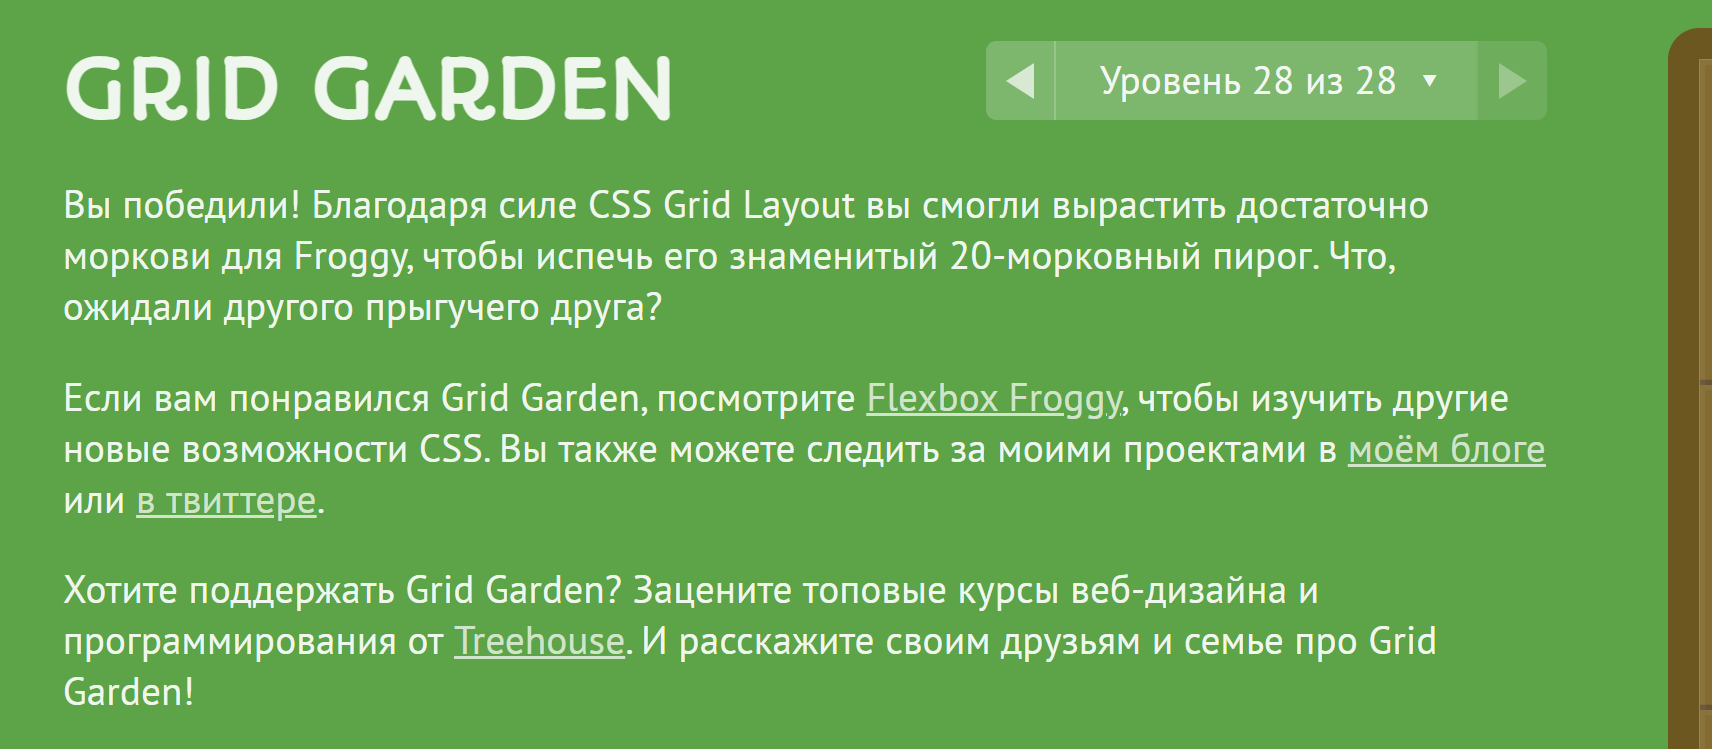 GRID GARDEN
Уровень 28 из 28
Вы победили! Благодаря силе CSS Grid Layout вы смогли вырастить достаточно
моркови для Froggy, чтобы испечь его знаменитый 20-морковный пирог. Что,
ожидали другого прыгучего друга?
Если вам понравился Grid Garden, посмотрите Flexbox Froggy, чтобы изучить другие
новые возможности CSS. Вы также можете следить за моими проектами в моём блоге
или в твиттере.
Хотите поддержать Grid Garden? Зацените топовые курсы веб-дизайна и
программирования от Treehouse. И расскажите своим друзьям и семье про Grid
Garden!